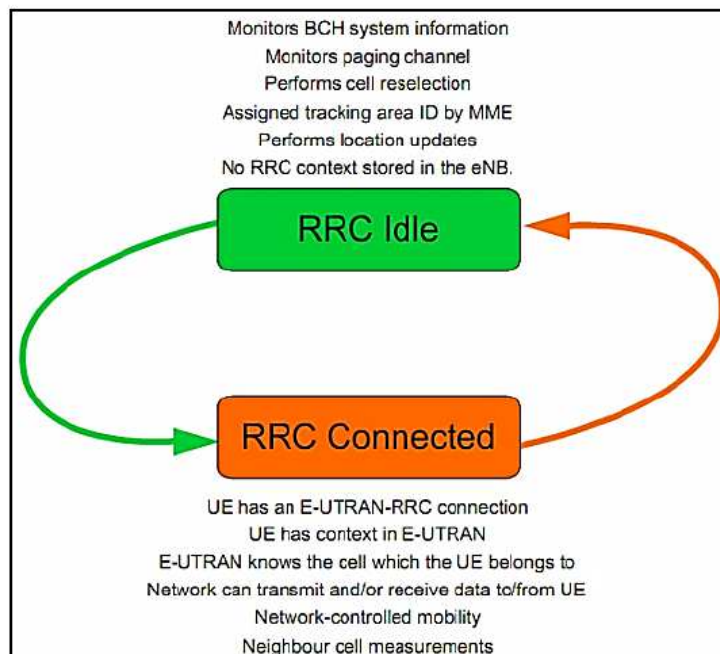 Monitors BCH system information
Monitors paging channel
Performs cell reselection
Assigned tracking area ID by MME
Performs location updates
No RRC context stored in the eNB.
RRC Idle
RRC Connected
UE has an E-UTRAN-RRC connection
UE has context in E-UTRAN
E-UTRAN knows the cell which the UE belongs to
Network can transmit and/or receive data to/from UE
Network-controlled mobility
Neighbour cell measurements